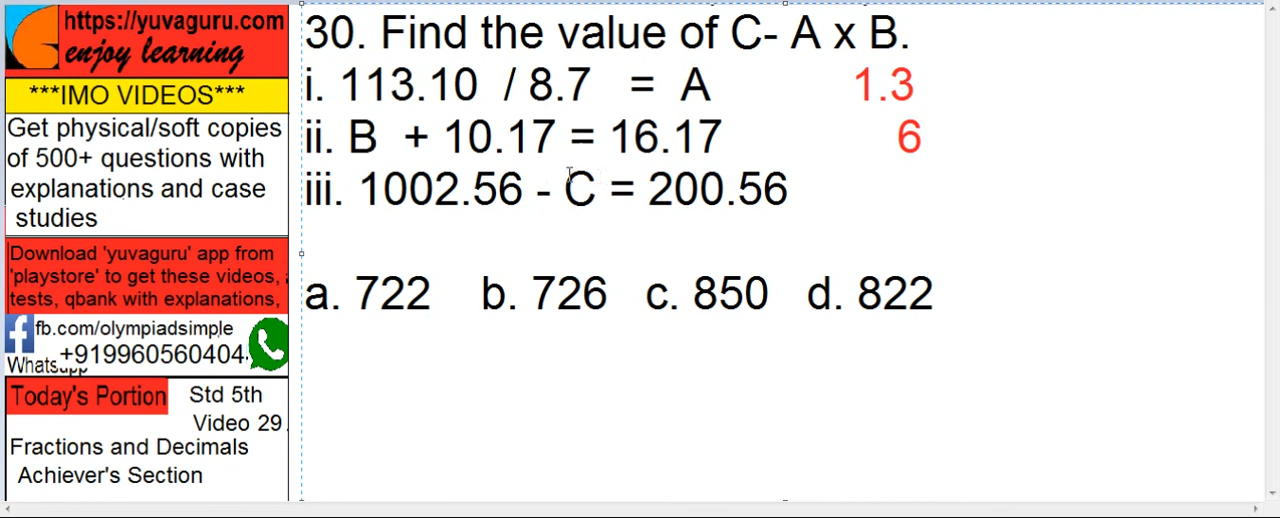 https://yuvaguru.com
enjoy learning
***IMO VIDEOS***
Get physical/soft copies
of 500+ questions with
explanations and case
studies
Download 'yuvaguru' app from
'playstore' to get these videos,
tests, qbank with explanations,
fb.com/olympiadsimple
+919960560404
Whatsupp
Today's Portion Std 5th
Video 29
Fractions and Decimals
Achiever's Section
30. Find the value of C- A x B.
i. 113.10 / 8.7 = A 1.3
ii. B + 10.17 = 16.17 6
iii. 1002.56 - C = 200.56
a. 722 b. 726 c. 850 d. 822